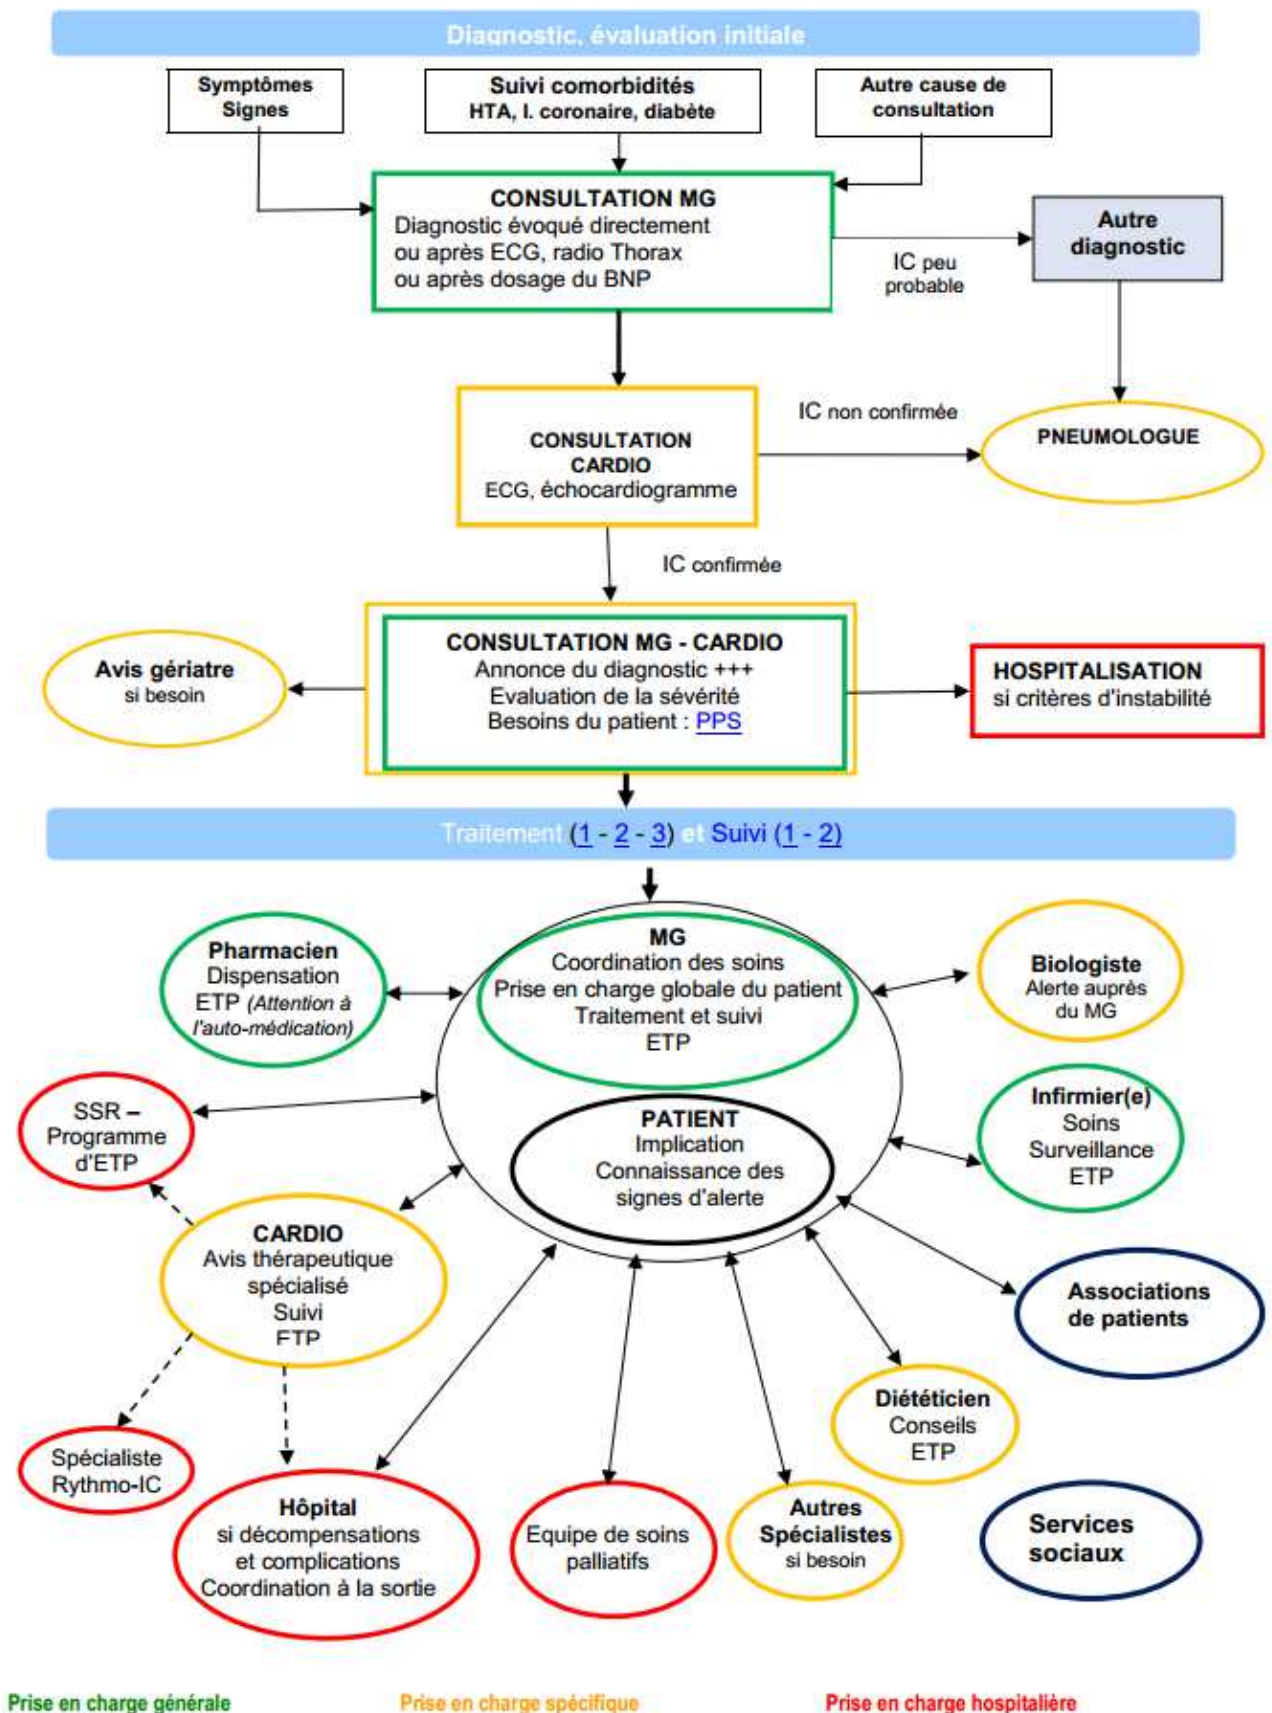 Diagnostic, évaluation initiale
Symptômes
Signes
Suivi comorbidités
HTA, I. coronaire, diabète
Autre cause de
consultation
CONSULTATION MG
Diagnostic évoqué directement
ou après ECG, radio Thorax
ou après dosage du BNP
IC peu
probable
Autre
diagnostic
CONSULTATION
CARDIO
ECG, échocardiogramme
IC non confirmée
PNEUMOLOGUE
IC confirmée
Avis gériatre
si besoin
CONSULTATION MG - CARDIO
Annonce du diagnostic +++
Evaluation de la sévérité
Besoins du patient : PPS
HOSPITALISATION
si critères d'instabilité
Traitement (1 - 2 - 3) et Suivi (1 - 2)
Pharmacien
Dispensation
ETP (Attention à
l'auto-médication)
MG
Coordination des soins
Prise en charge globale du patient
Traitement et suivi
ETP
Biologiste
Alerte auprès
du MG
SSR –
Programme
d'ETP
PATIENT
Implication
Connaissance des
signes d'alerte
Infirmier(e)
Soins
Surveillance
ETP
CARDIO
Avis thérapeutique
spécialisé
Suivi
ETP
Associations
de patients
Diététicien
Conseils
ETP
Spécialiste
Rythmo-IC
Hôpital
si décompensations
et complications
Coordination à la sortie
Equipe de soins
palliatifs
Autres
Spécialistes
si besoin
Services
sociaux
Prise en charge générale
Prise en charge spécifique
Prise en charge hospitalière